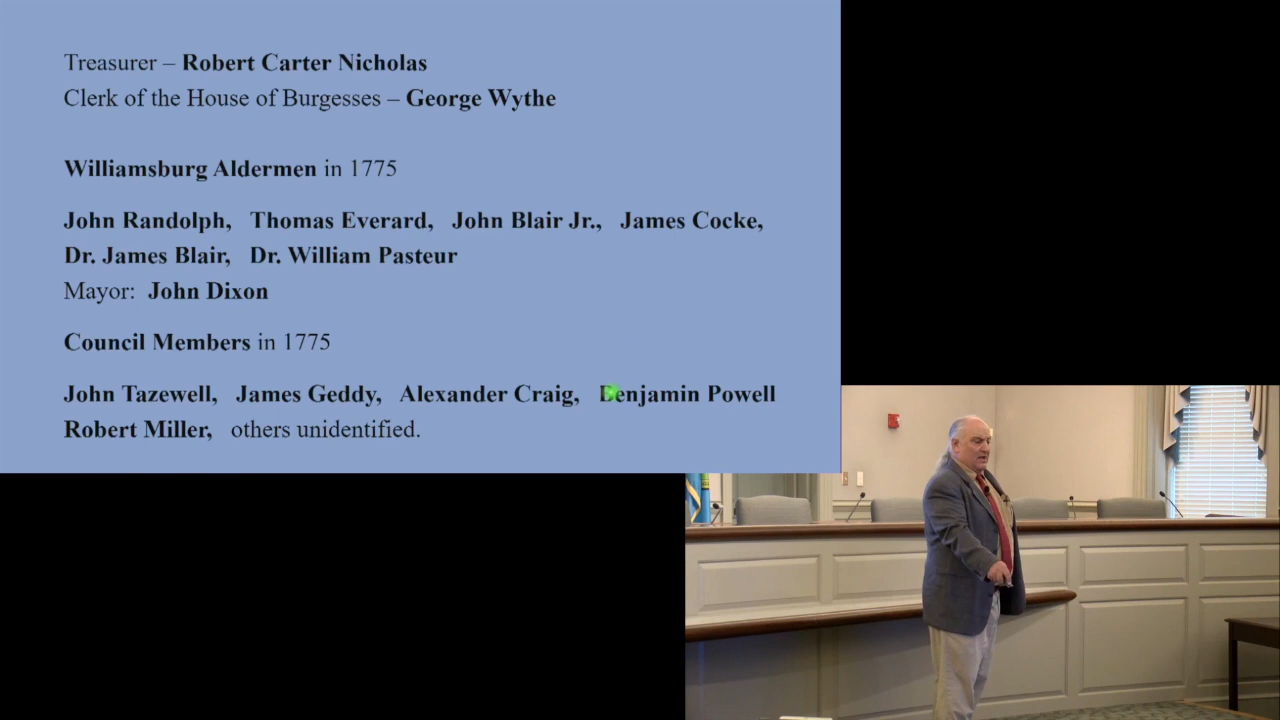 Treasurer – Robert Carter Nicholas
Clerk of the House of Burgesses – George Wythe
Williamsburg Aldermen in 1775
John Randolph, Thomas Everard, John Blair Jr., James Cocke,
Dr. James Blair, Dr. William Pasteur
Mayor: John Dixon
Council Members in 1775
John Tazewell, James Geddy, Alexander Craig, Benjamin Powell
Robert Miller, others unidentified.